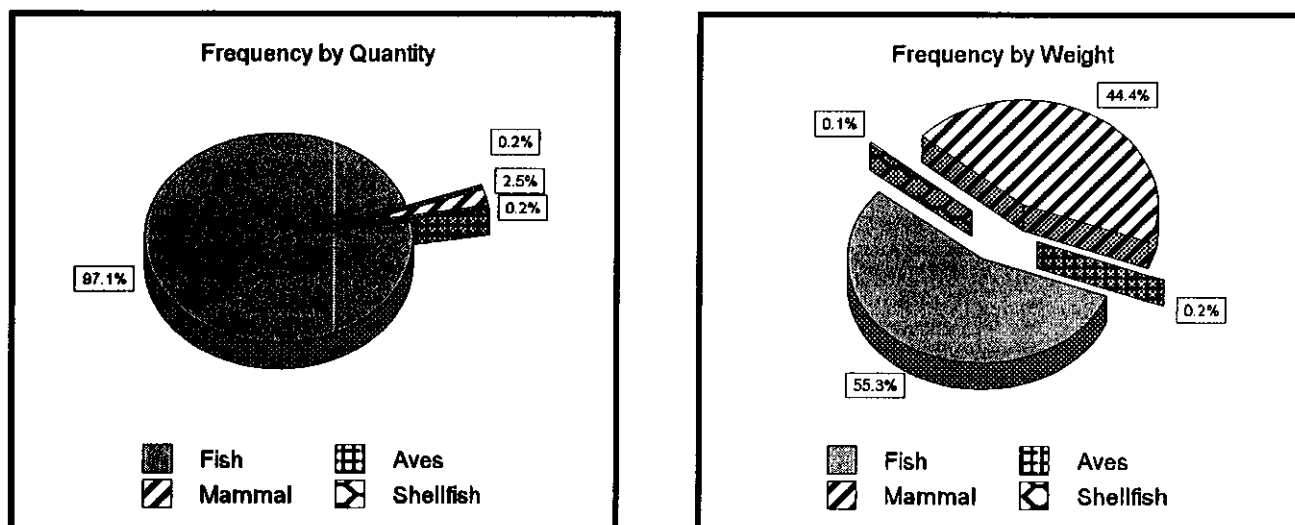 Frequency by Quantity
0.2%
2.5%
0.2%
97.1%
Fish
Aves
Mammal
Shellfish
Frequency by Weight
44.4%
0.1%
0.2%
55.3%
Fish
Aves
Mammal
Shellfish